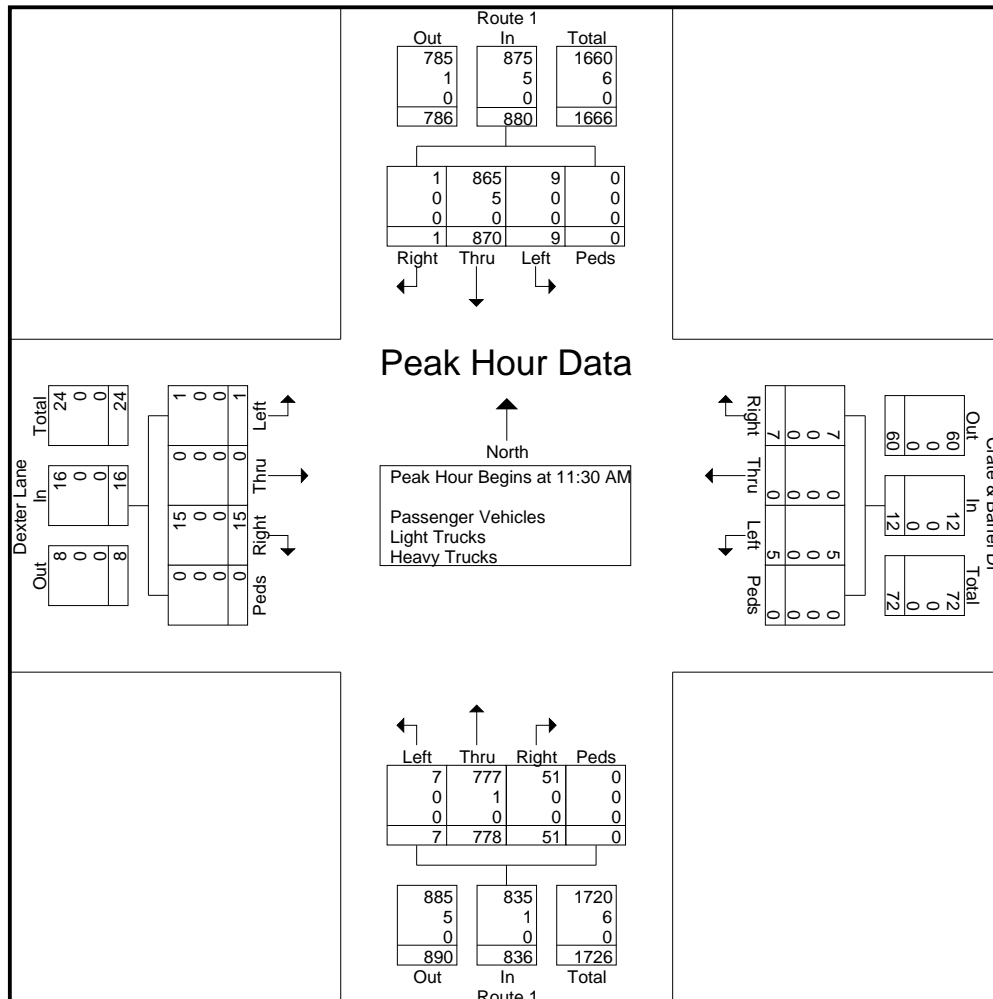 Route 1
Out In Total
785 875 1660
1 5 6
0 0 0
786 880 1666
1 865 9 0
0 5 0 0
0 0 0 0
1 870 9 0
Right Thru Left Peds
Peak Hour Data
North
Peak Hour Begins at 11:30 AM
Passenger Vehicles
Light Trucks
Heavy Trucks
Dexter Lane
Out In Total
8 16 24
0 0 0
0 0 0
8 16 24
0 15 0 1
0 0 0 0
0 0 0 0
0 15 0 1
Peds Right Thru Left
Crate & Barrel Dr
Out In Total
60 12 72
0 0 0
0 0 0
60 12 72
7 0 5 0
0 0 0 0
0 0 0 0
7 0 5 0
Right Thru Left Peds
Left Thru Right Peds
7 777 51 0
0 1 0 0
0 0 0 0
7 778 51 0
885 835 1720
5 1 6
0 0 0
890 836 1726
Out In Total
Route 1